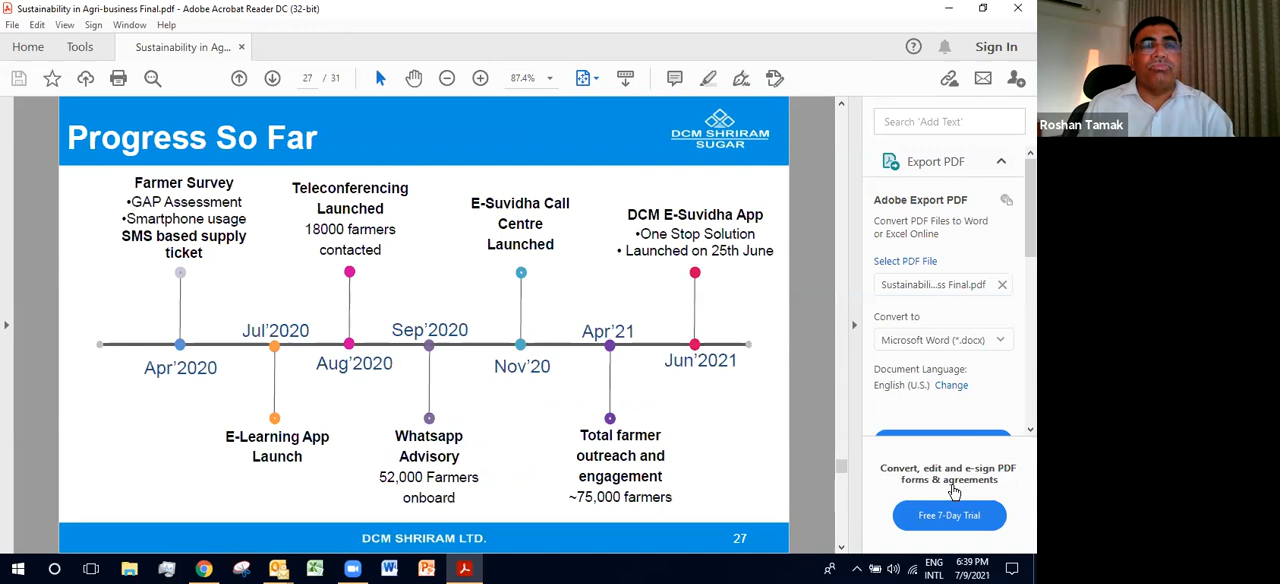 Sustainability in Agri-business Final.pdf - Adobe Acrobat Reader DC (32-bit)
File Edit View Sign Window Help
Home Tools Sustainability in Ag... × Sign In
27 / 31 87.4%
Progress So Far
DCM SHRIRAM
SUGAR
Farmer Survey
•GAP Assessment
•Smartphone usage
SMS based supply
ticket
Teleconferencing
Launched
18000 farmers
contacted
E-Suvidha Call
Centre
Launched
DCM E-Suvidha App
•One Stop Solution
• Launched on 25th June
Jul’2020
Sep’2020
Apr’21
Apr’2020
Aug’2020
Nov’20
Jun’2021
E-Learning App
Launch
Whatsapp
Advisory
52,000 Farmers
onboard
Total farmer
outreach and
engagement
~75,000 farmers
DCM SHRIRAM LTD. 27
Search 'Add Text'
Export PDF
Adobe Export PDF
Convert PDF Files to Word
or Excel Online
Select PDF File
Sustainabili...ss Final.pdf
Convert to
Microsoft Word (*.docx)
Document Language:
English (U.S.) Change
Convert, edit and e-sign PDF
forms & agreements
Free 7-Day Trial
Roshan Tamak
ENG
INTL
6:39 PM
7/9/2021